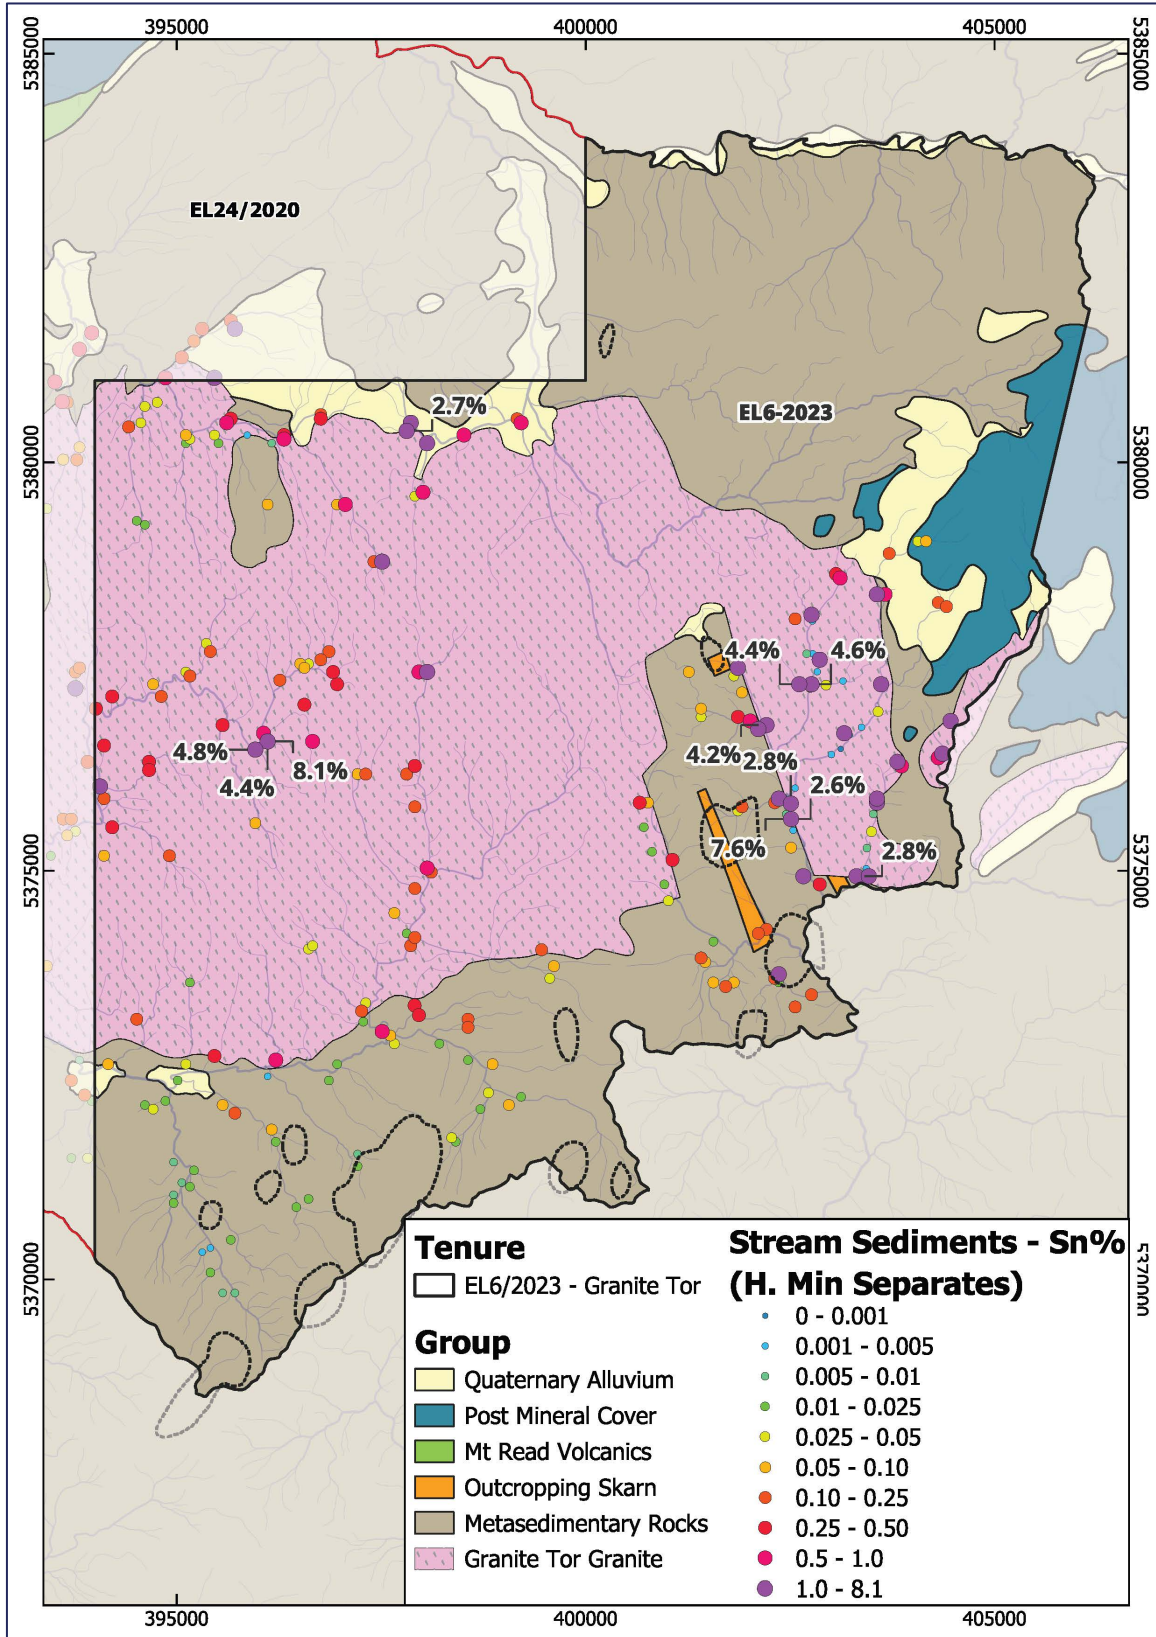 395000
400000
405000
5385000
5385000
EL24/2020
EL6-2023
2.7%
5380000
5380000
4.4%
4.6%
4.8%
4.4%
8.1%
4.2%
2.8%
2.6%
7.6%
2.8%
5375000
5375000
5370000
5370000
Tenure
EL6/2023 - Granite Tor
Group
Quaternary Alluvium
Post Mineral Cover
Mt Read Volcanics
Outcropping Skarn
Metasedimentary Rocks
Granite Tor Granite
Stream Sediments - Sn%
(H. Min Separates)
0 - 0.001
0.001 - 0.005
0.005 - 0.01
0.01 - 0.025
0.025 - 0.05
0.05 - 0.10
0.10 - 0.25
0.25 - 0.50
0.5 - 1.0
1.0 - 8.1
395000
400000
405000